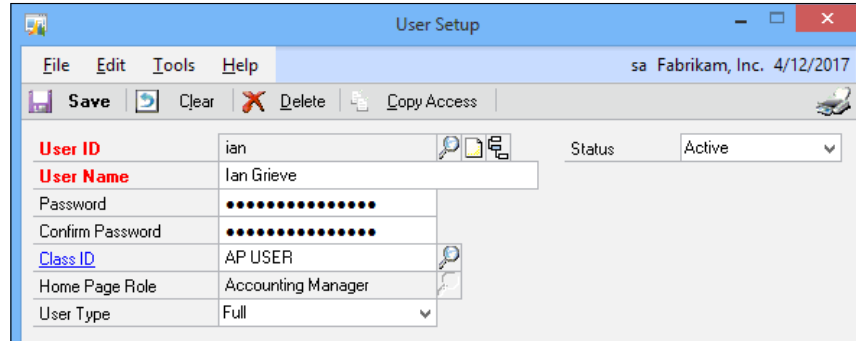 User Setup
File Edit Tools Help sa Fabrikam, Inc. 4/12/2017
Save Clear Delete Copy Access
User ID ian Status Active
User Name Ian Grieve
Password ●●●●●●●●●●●●●●●
Confirm Password ●●●●●●●●●●●●●●●
Class ID AP USER
Home Page Role Accounting Manager
User Type Full